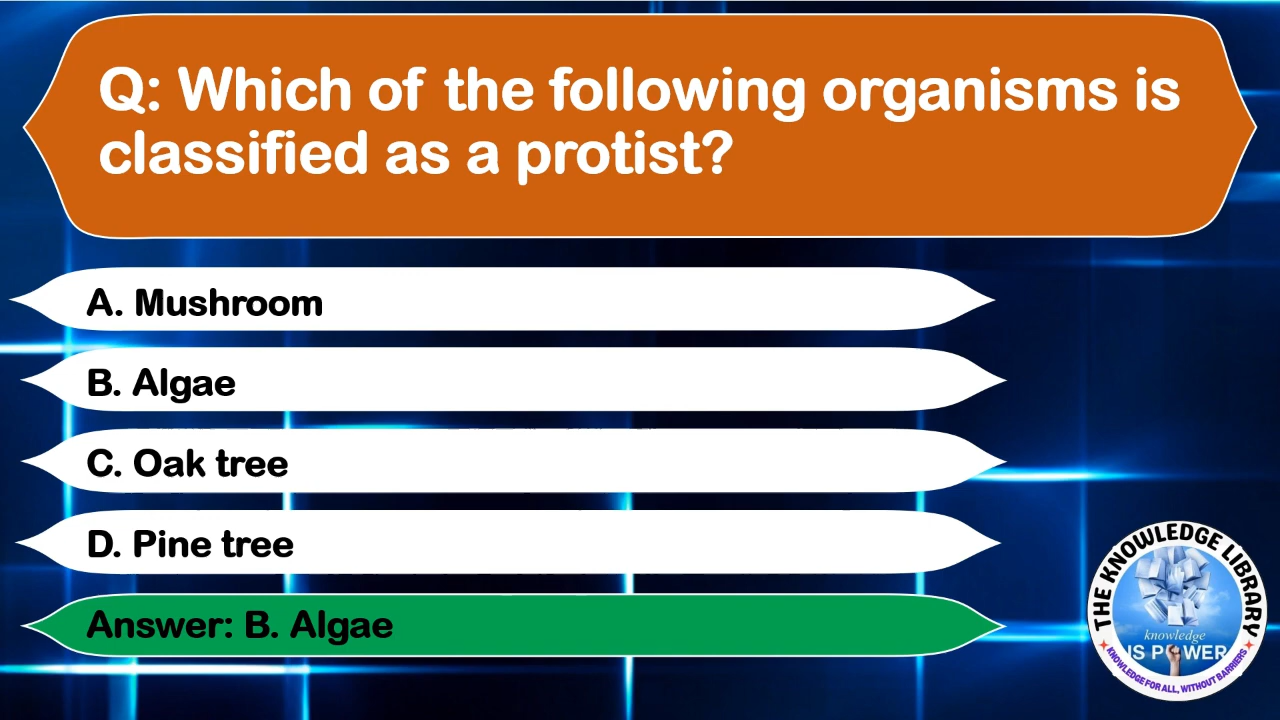 Q: Which of the following organisms is
classified as a protist?
A. Mushroom
B. Algae
C. Oak tree
D. Pine tree
Answer: B. Algae
THE KNOWLEDGE LIBRARY
knowledge
IS POWER
KNOWLEDGE FOR ALL, WITHOUT BARRIERS